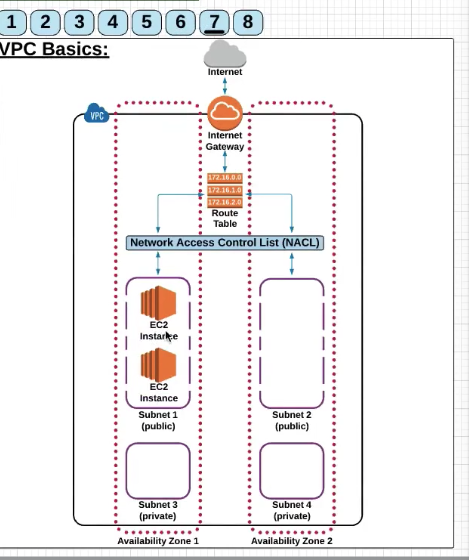 1 2 3 4 5 6 7 8
VPC Basics:
Internet
VPC
Internet
Gateway
172.16.0.0
172.16.1.0
172.16.2.0
Route
Table
Network Access Control List (NACL)
EC2
Instance
EC2
Instance
Subnet 1
(public)
Subnet 2
(public)
Subnet 3
(private)
Subnet 4
(private)
Availability Zone 1
Availability Zone 2